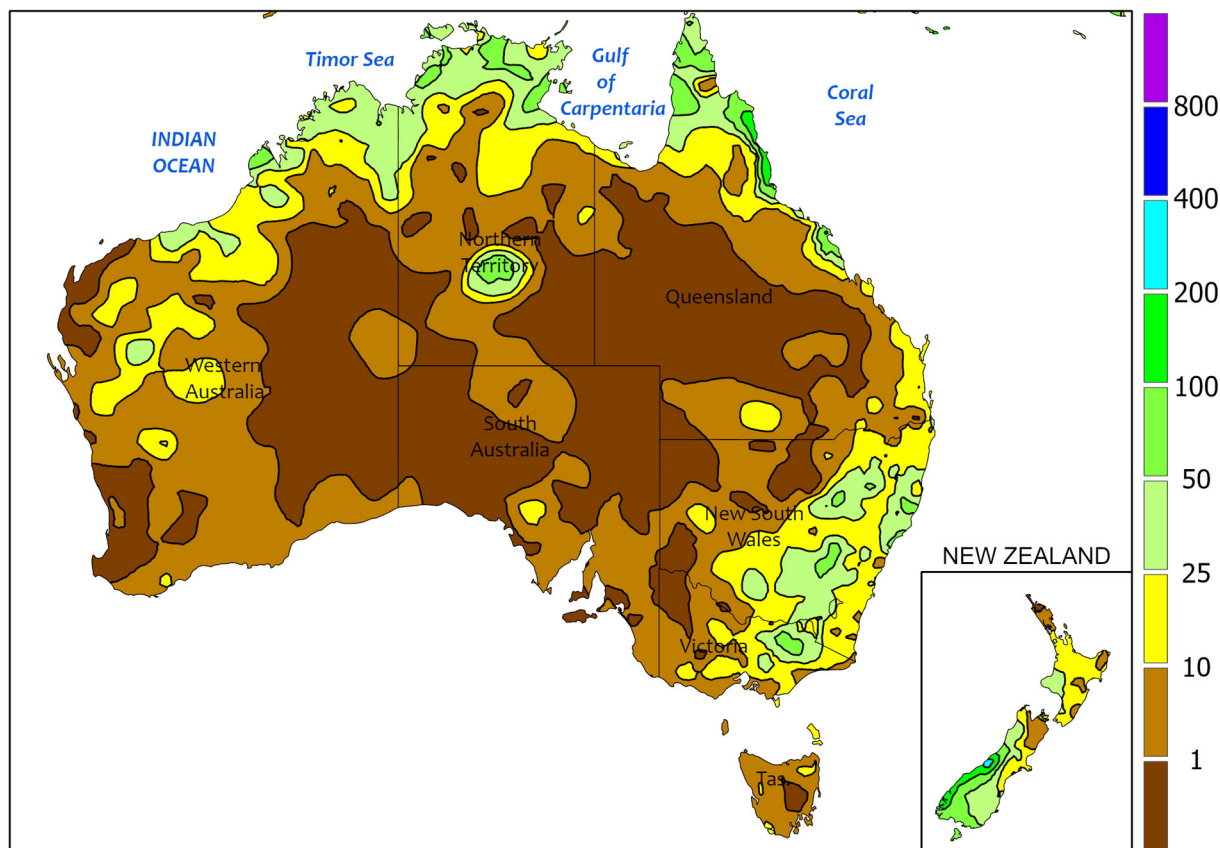 Timor Sea
Gulf
of
Carpentaria
Coral
Sea
INDIAN
OCEAN
Northern
Territory
Queensland
Western
Australia
South
Australia
New South
Wales
Victoria
Tas.
NEW ZEALAND
800
400
200
100
50
25
10
1